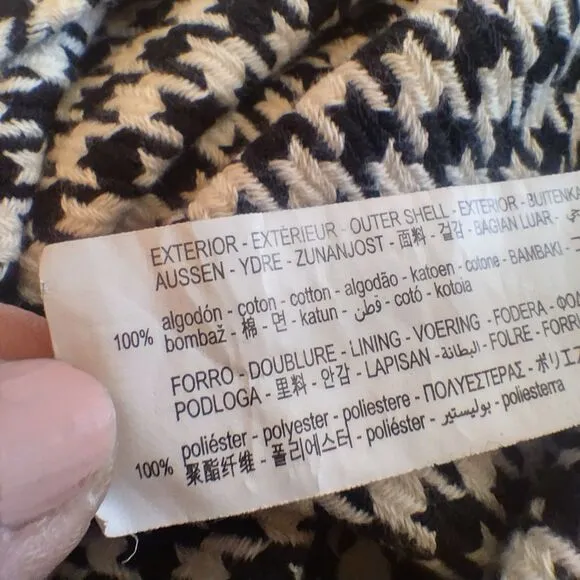 EXTERIOR - EXTÉRIEUR - OUTER SHELL - EXTERIOR - BUITENKA
AUSSEN - YDRE - ZUNANJOST - 面料 - 겉감 - BAGIAN LUAR -
100% algodón - coton - cotton - algodão - katoen - cotone - BAMBAKI -
bombaž - 棉 - 면 - katun - قطن - cotó - kotoia
FORRO - DOUBLURE - LINING - VOERING - FODERA - ΦΟ
PODLOGA - 里料 - 안감 - LAPISAN - البطانة - FOLRE - FORR
100% poliéster - polyester - poliestere - ΠΟΛΥΕΣΤΕΡΑΣ - ポリエ
聚酯纤维 - 폴리에스터 - poliéster - بوليستير - poliesterra